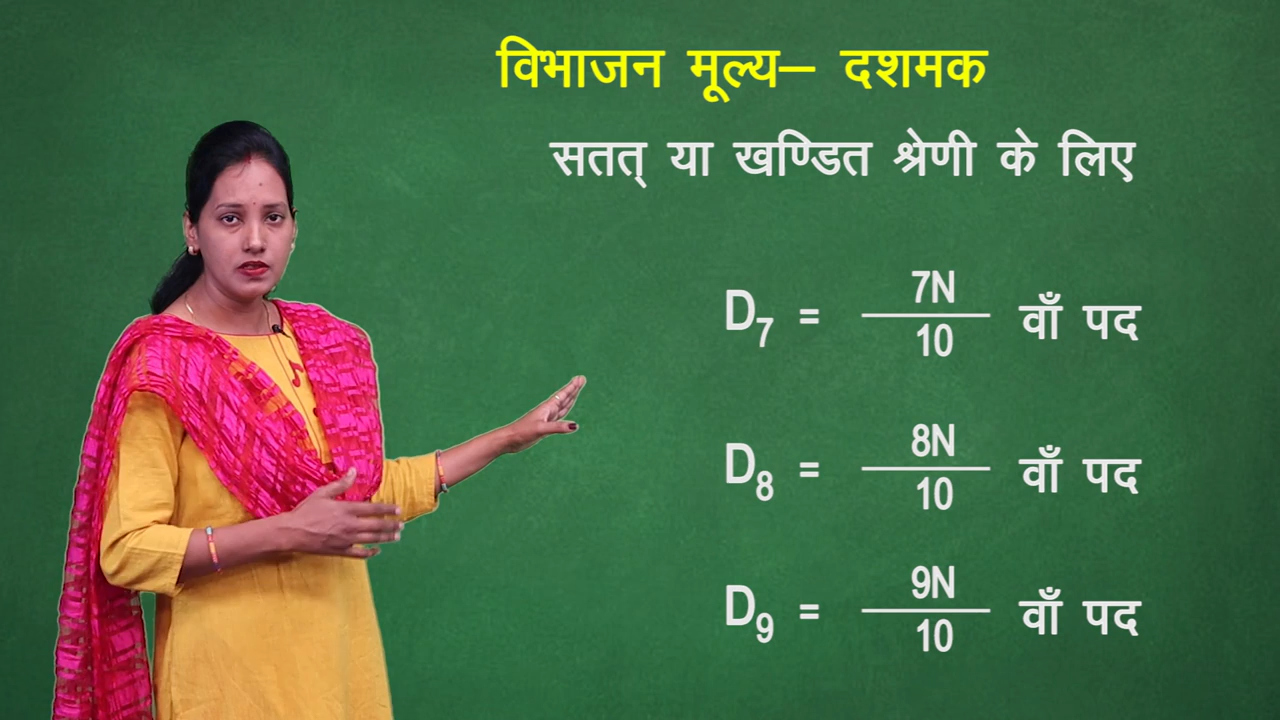 विभाजन मूल्य– दशमक
सतत् या खण्डित श्रेणी के लिए
D₇ = 7N/10 वाँ पद
D₈ = 8N/10 वाँ पद
D₉ = 9N/10 वाँ पद